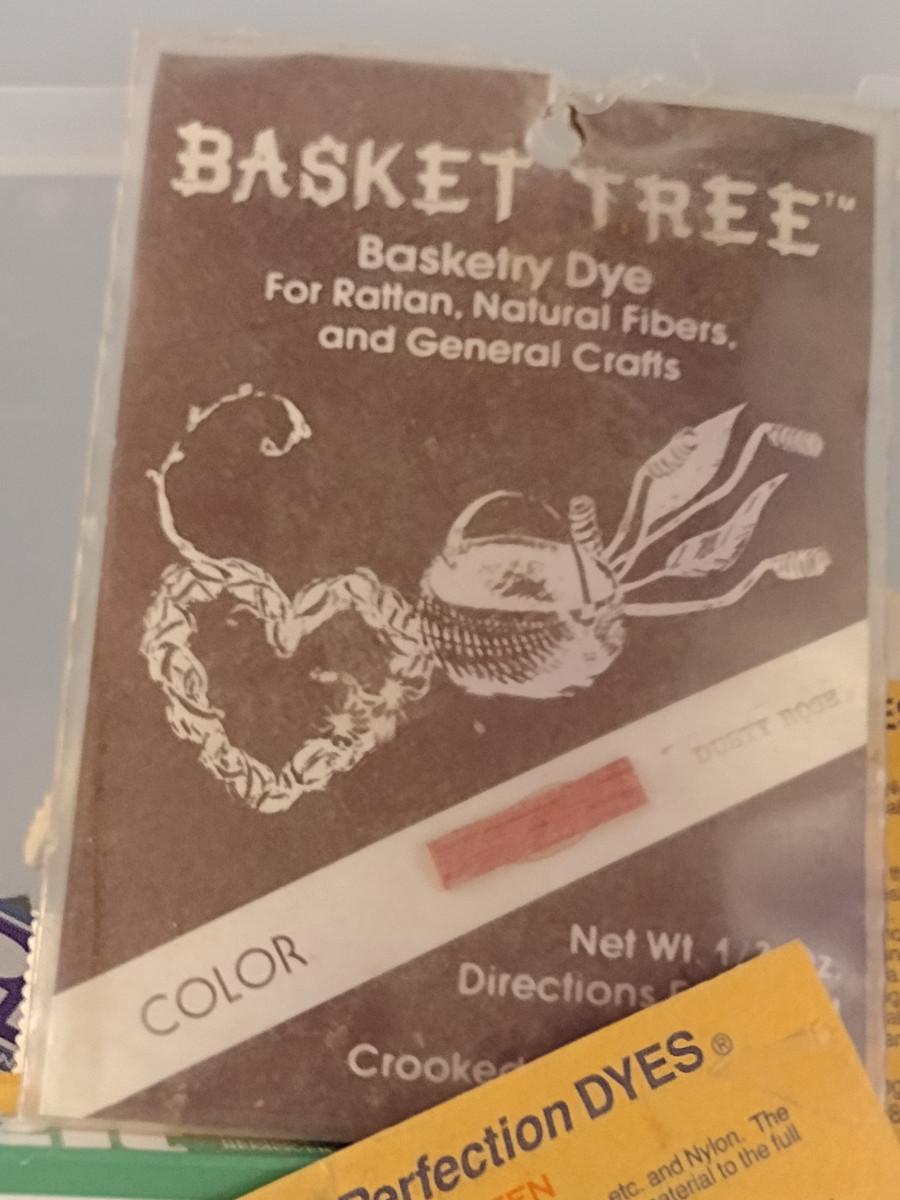 BASKET TREE™
Basketry Dye
For Rattan, Natural Fibers,
and General Crafts
DUSTY ROSE
COLOR
Net Wt.
Directions
Perfection DYES®
etc. and Nylon. The
to the full